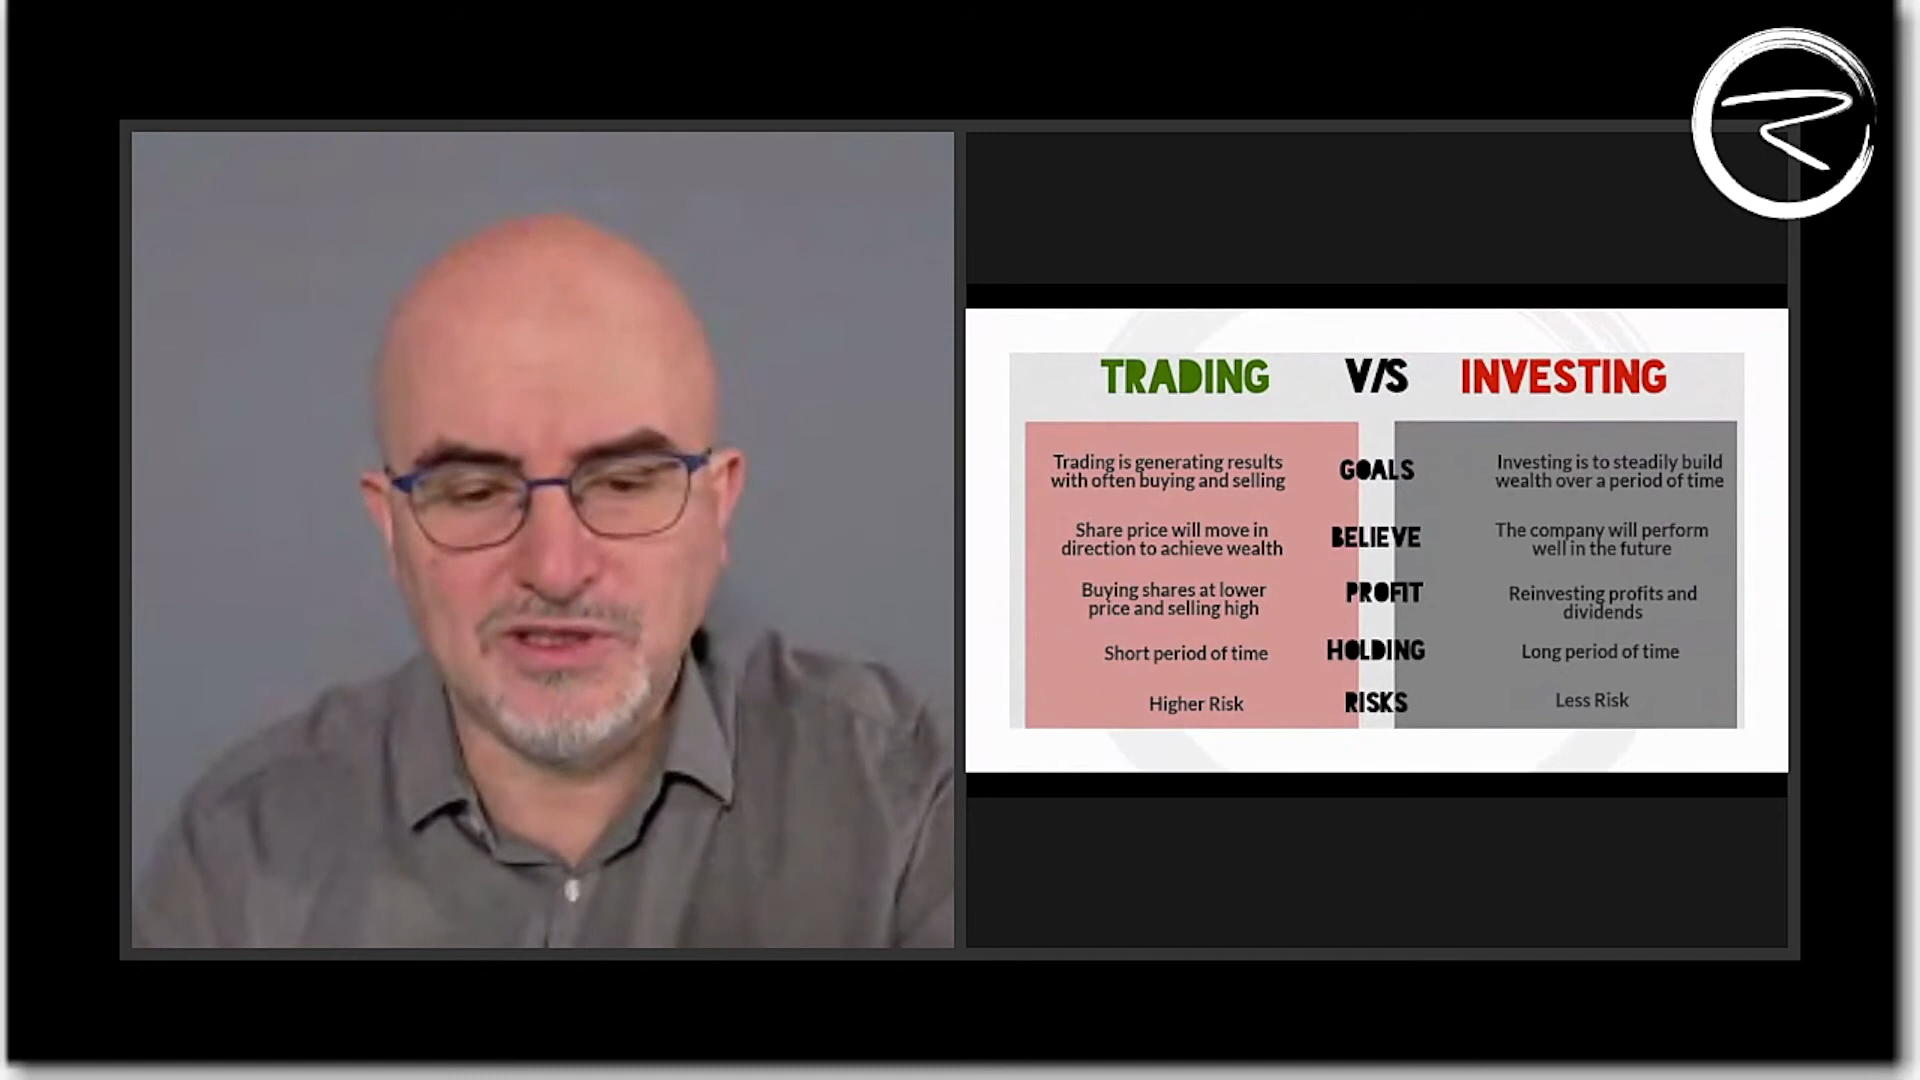 TRADING V/S INVESTING
Trading is generating results
with often buying and selling
GOALS
Investing is to steadily build
wealth over a period of time
Share price will move in
direction to achieve wealth
BELIEVE
The company will perform
well in the future
Buying shares at lower
price and selling high
PROFIT
Reinvesting profits and
dividends
Short period of time
HOLDING
Long period of time
Higher Risk
RISKS
Less Risk